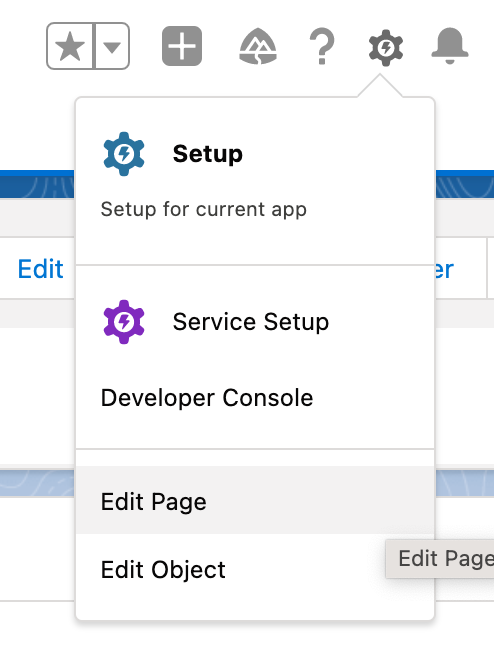 Setup
Setup for current app
Edit
er
Service Setup
Developer Console
Edit Page
Edit Object
Edit Page